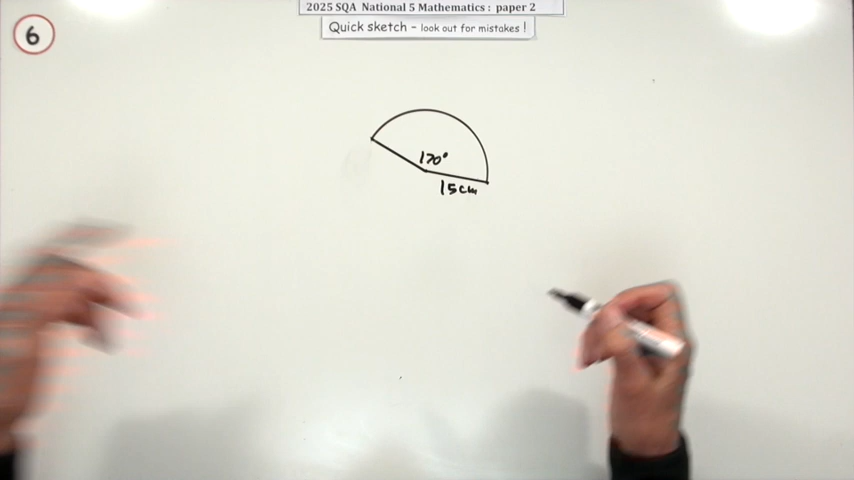 2025 SQA National 5 Mathematics : paper 2
Quick sketch - look out for mistakes !
6
170°
15cm